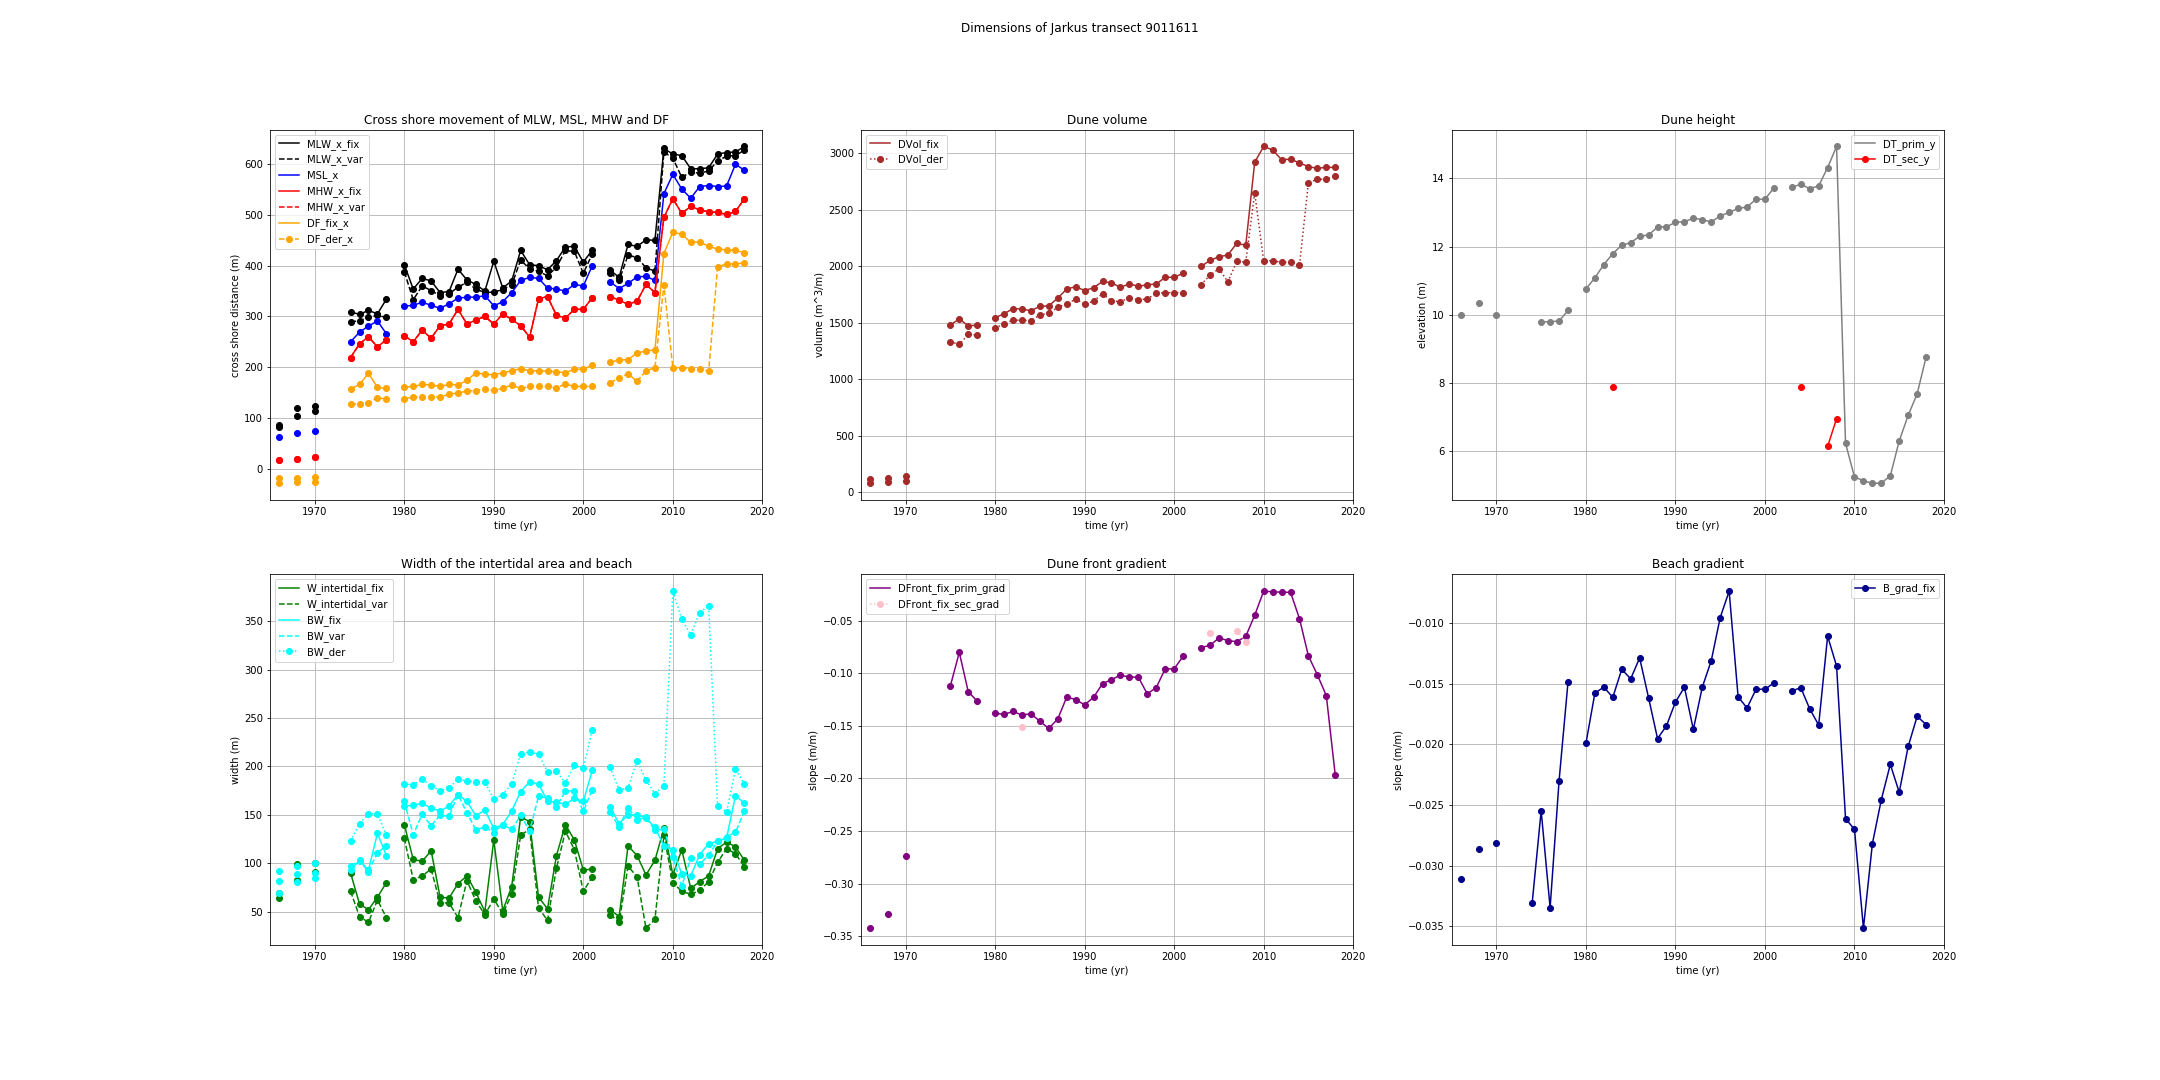 Dimensions of Jarkus transect 9011611
Cross shore movement of MLW, MSL, MHW and DF
MLW_x_fix
MLW_x_var
MSL_x
MHW_x_fix
MHW_x_var
DF_fix_x
DF_der_x
cross shore distance (m)
600
500
400
300
200
100
0
1970
1980
1990
2000
2010
2020
time (yr)
Dune volume
DVol_fix
DVol_der
volume (m^3/m)
3000
2500
2000
1500
1000
500
0
1970
1980
1990
2000
2010
2020
time (yr)
Dune height
DT_prim_y
DT_sec_y
elevation (m)
14
12
10
8
6
1970
1980
1990
2000
2010
2020
time (yr)
Width of the intertidal area and beach
W_intertidal_fix
W_intertidal_var
BW_fix
BW_var
BW_der
width (m)
350
300
250
200
150
100
50
1970
1980
1990
2000
2010
2020
time (yr)
Dune front gradient
DFront_fix_prim_grad
DFront_fix_sec_grad
slope (m/m)
−0.05
−0.10
−0.15
−0.20
−0.25
−0.30
−0.35
1970
1980
1990
2000
2010
2020
time (yr)
Beach gradient
B_grad_fix
slope (m/m)
−0.010
−0.015
−0.020
−0.025
−0.030
−0.035
1970
1980
1990
2000
2010
2020
time (yr)